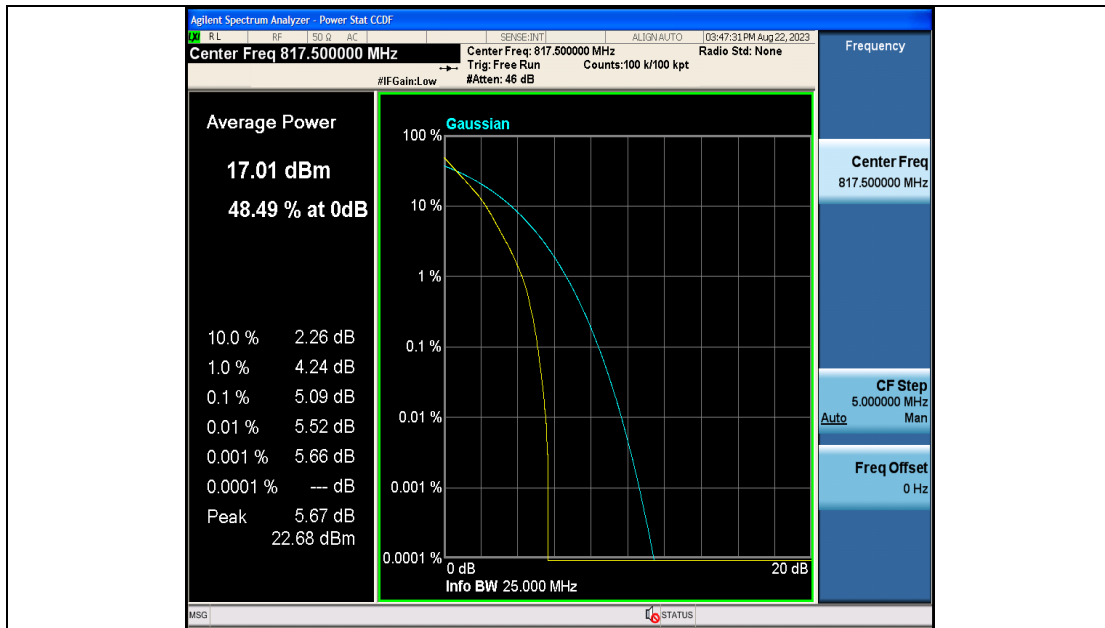 Agilent Spectrum Analyzer - Power Stat CCDF
LXI RL RF 50 Ω AC SENSE:INT ALIGN AUTO 03:47:31 PM Aug 22, 2023
Center Freq 817.500000 MHz
Center Freq: 817.500000 MHz Radio Std: None
Trig: Free Run Counts:100 k/100 kpt
#IFGain:Low #Atten: 46 dB
Frequency
Average Power
17.01 dBm
48.49 % at 0dB
10.0 % 2.26 dB
1.0 % 4.24 dB
0.1 % 5.09 dB
0.01 % 5.52 dB
0.001 % 5.66 dB
0.0001 % --- dB
Peak 5.67 dB
22.68 dBm
Gaussian
100 %
10 %
1 %
0.1 %
0.01 %
0.001 %
0.0001 %
0 dB 20 dB
Info BW 25.000 MHz
Center Freq
817.500000 MHz
CF Step
5.000000 MHz
Auto Man
Freq Offset
0 Hz
MSG STATUS